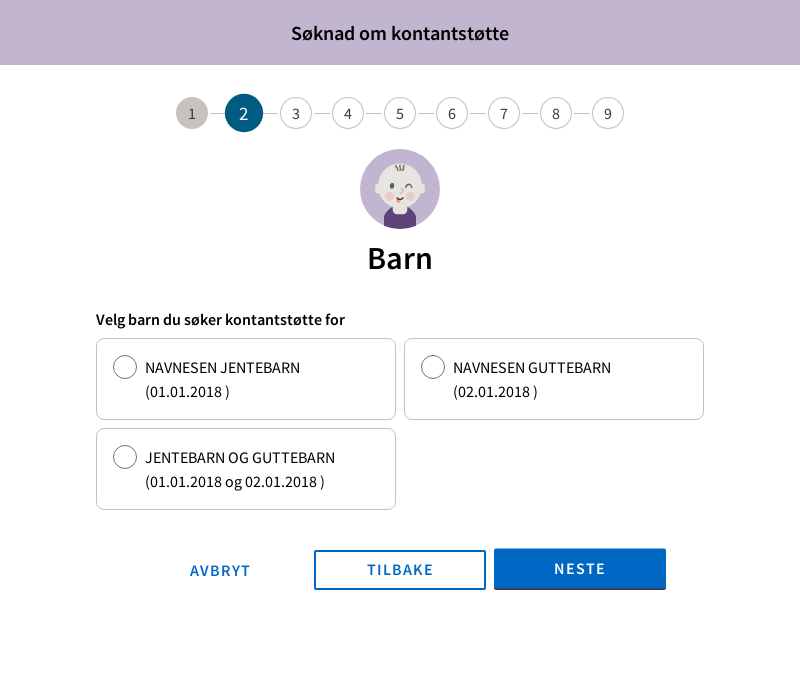 Søknad om kontantstøtte
1 2 3 4 5 6 7 8 9
Barn
Velg barn du søker kontantstøtte for
NAVNESEN JENTEBARN
(01.01.2018 )
NAVNESEN GUTTEBARN
(02.01.2018 )
JENTEBARN OG GUTTEBARN
(01.01.2018 og 02.01.2018 )
AVBRYT TILBAKE NESTE